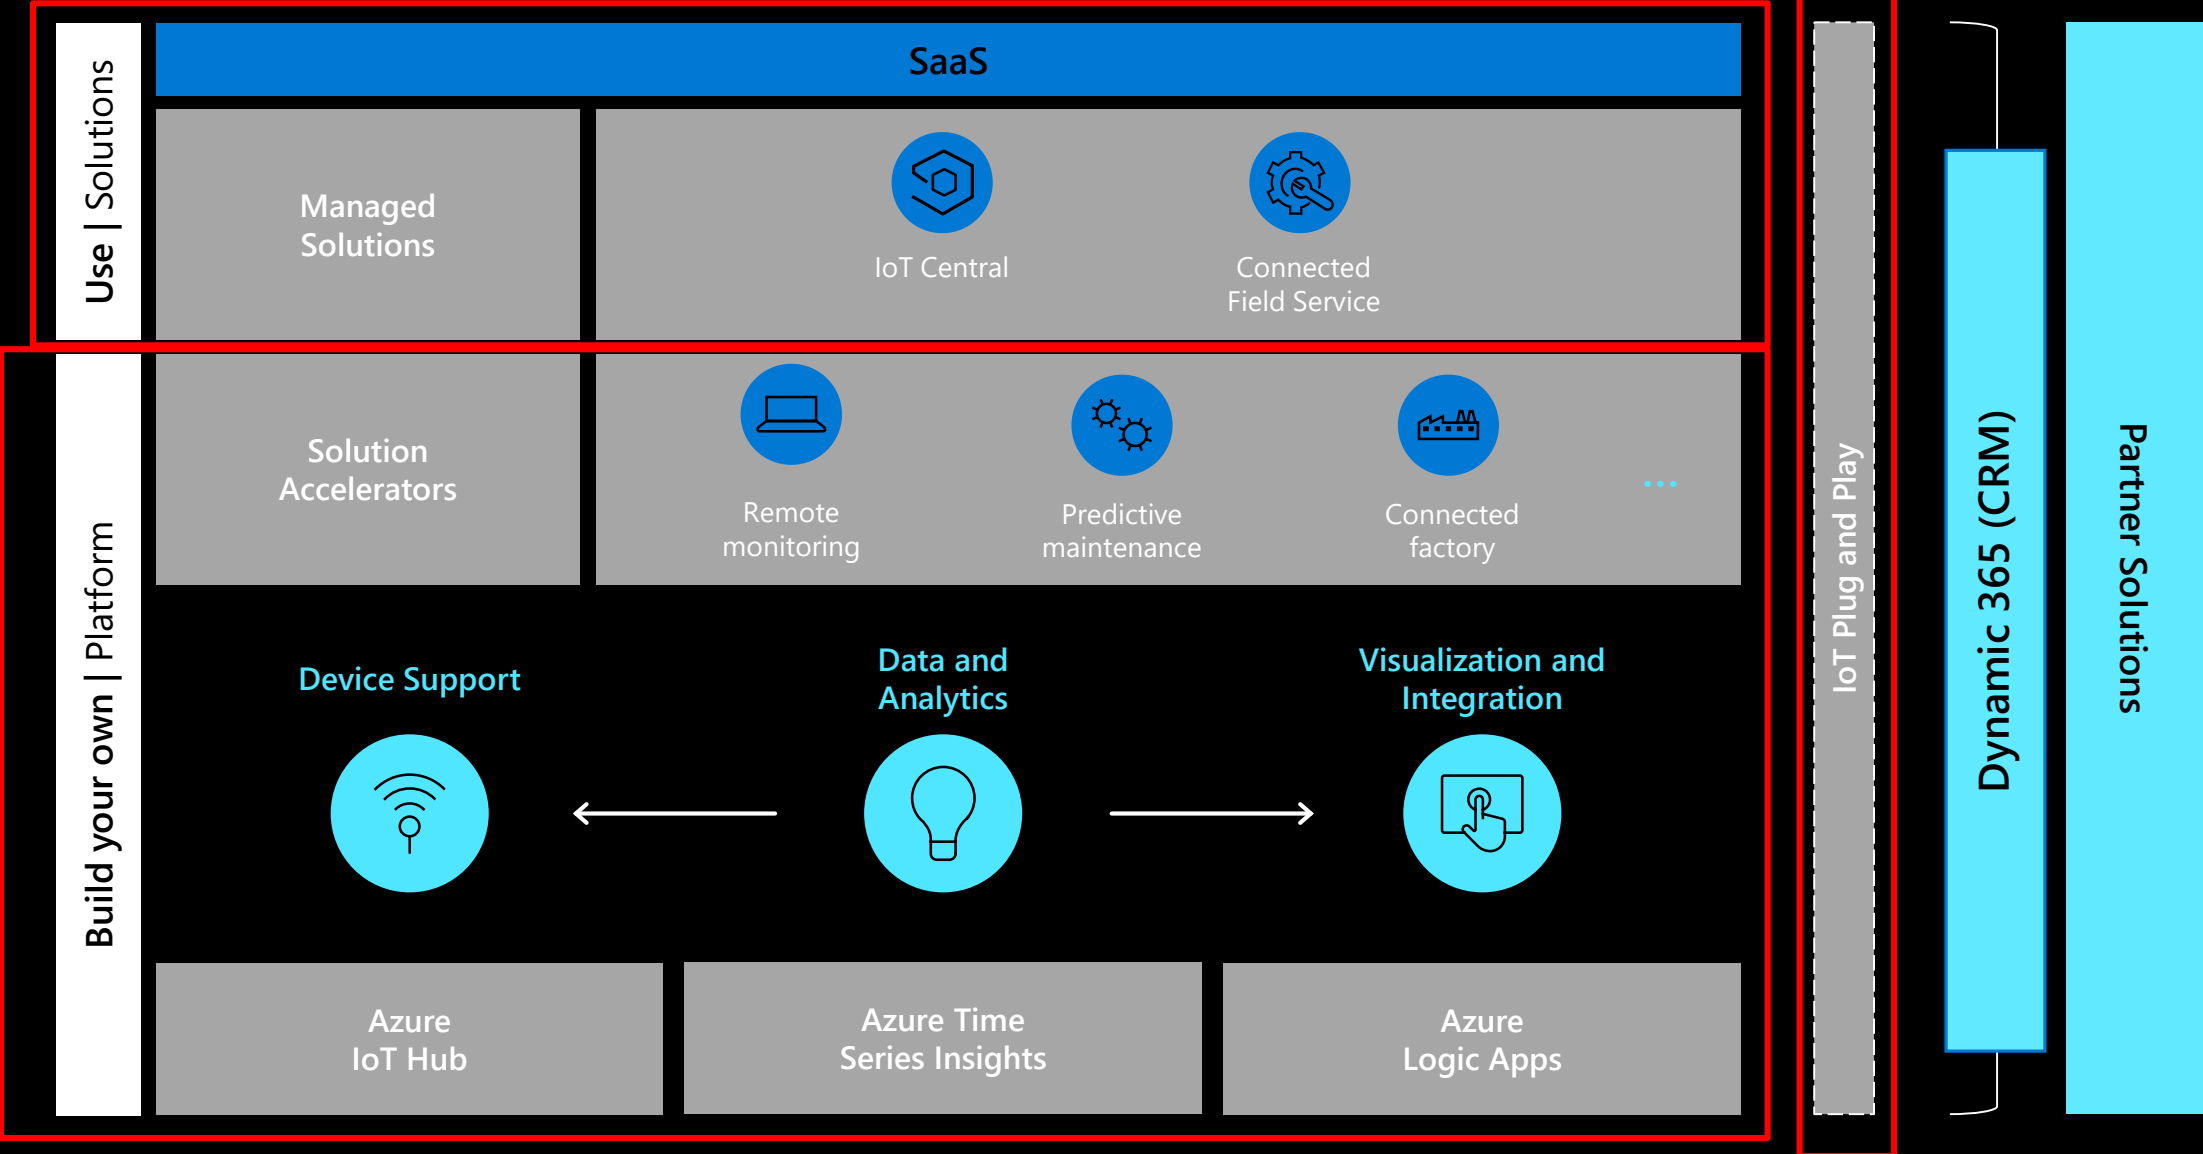 Use | Solutions
SaaS
Managed
Solutions
IoT Central
Connected
Field Service
Build your own | Platform
Solution
Accelerators
Remote
monitoring
Predictive
maintenance
Connected
factory
...
Device Support
Data and
Analytics
Visualization and
Integration
Azure
IoT Hub
Azure Time
Series Insights
Azure
Logic Apps
IoT Plug and Play
Dynamic 365 (CRM)
Partner Solutions